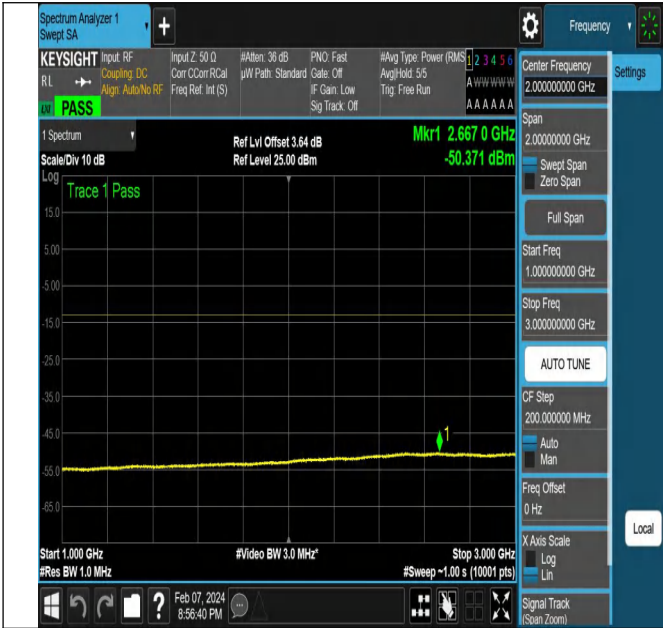 Spectrum Analyzer 1
Swept SA
Frequency
KEYSIGHT
RL
PASS
Input: RF
Coupling: DC
Align: Auto/No RF
Input Z: 50 Ω
Corr CCorr RCal
Freq Ref: Int (S)
#Atten: 36 dB
µW Path: Standard
PNO: Fast
Gate: Off
IF Gain: Low
Sig Track: Off
#Avg Type: Power (RMS
Avg|Hold: 5/5
Trig: Free Run
1 2 3 4 5 6
A W W W W W
A A A A A A
1 Spectrum
Scale/Div 10 dB
Ref Lvl Offset 3.64 dB
Ref Level 25.00 dBm
Mkr1 2.667 0 GHz
-50.371 dBm
Log
Trace 1 Pass
15.0
5.00
-5.00
-15.0
-25.0
-35.0
-45.0
-55.0
-65.0
1
Start 1.000 GHz
#Res BW 1.0 MHz
#Video BW 3.0 MHz*
Stop 3.000 GHz
#Sweep ~1.00 s (10001 pts)
Center Frequency
2.000000000 GHz
Settings
Span
2.00000000 GHz
Swept Span
Zero Span
Full Span
Start Freq
1.000000000 GHz
Stop Freq
3.000000000 GHz
AUTO TUNE
CF Step
200.000000 MHz
Auto
Man
Freq Offset
0 Hz
X Axis Scale
Log
Lin
Local
Signal Track
(Span Zoom)
Feb 07, 2024
8:56:40 PM